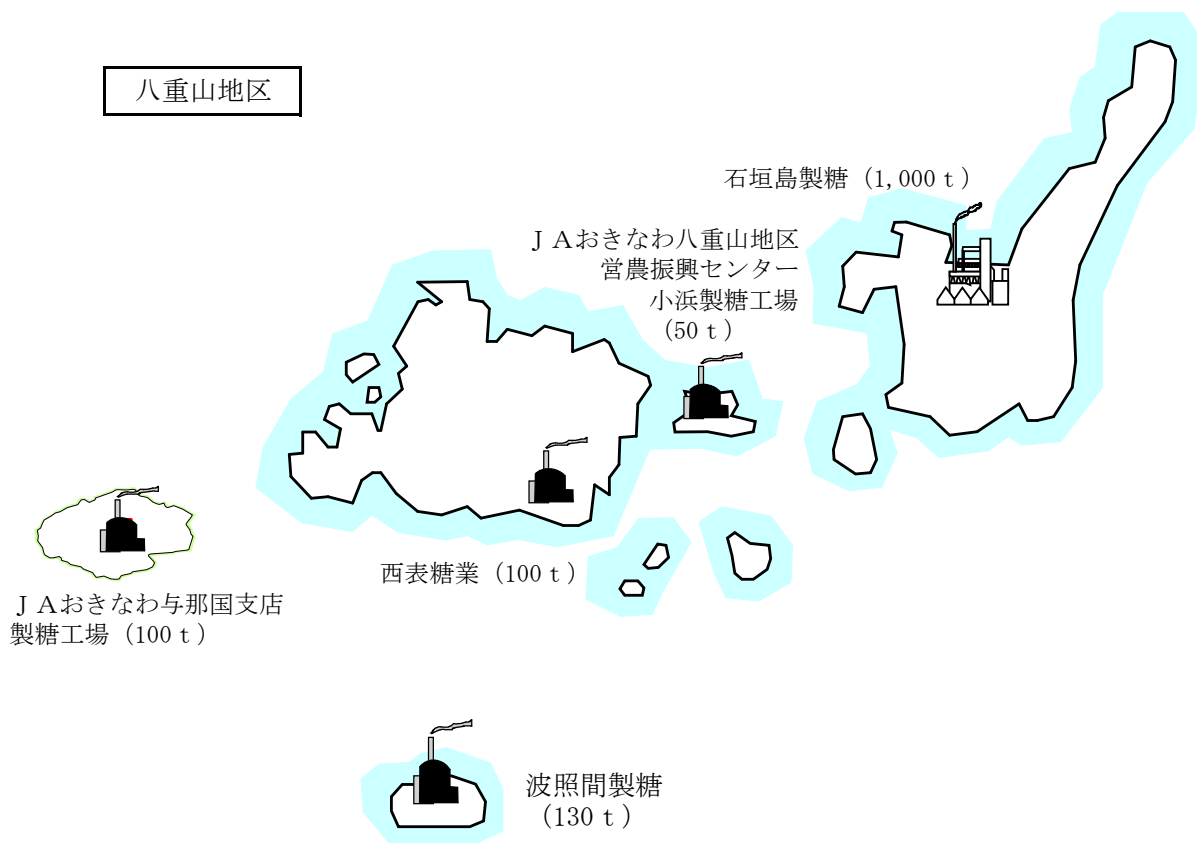 八重山地区
石垣島製糖（1,000ｔ）
ＪＡおきなわ八重山地区
営農振興センター
小浜製糖工場
（50ｔ）
西表糖業（100ｔ）
ＪＡおきなわ与那国支店
製糖工場（100ｔ）
波照間製糖
（130ｔ）